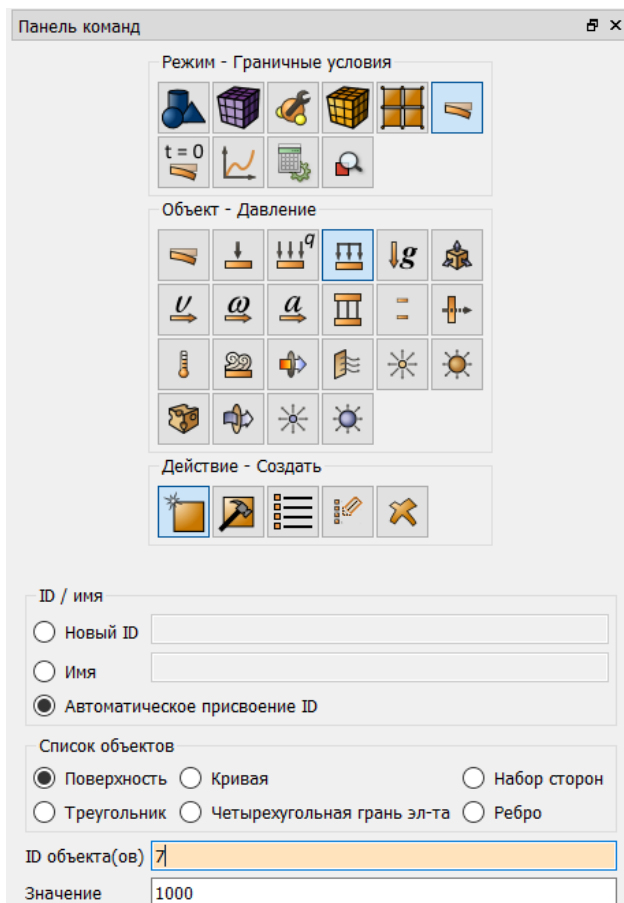 Панель команд
Режим - Граничные условия
t = 0
Объект - Давление
q
g
v ω a
Действие - Создать
ID / имя
Новый ID
Имя
Автоматическое присвоение ID
Список объектов
Поверхность Кривая Набор сторон
Треугольник Четырехугольная грань эл-та Ребро
ID объекта(ов) 7
Значение 1000